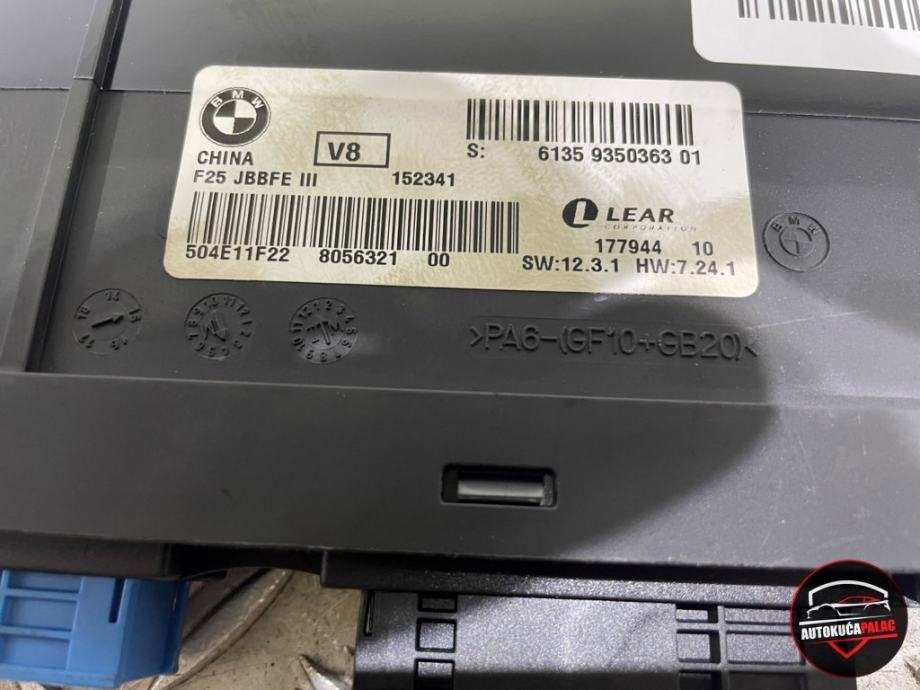 BMW
CHINA V8
S: 6135 9350363 01
F25 JBBFE III 152341
LEAR
CORPORATION
504E11F22 8056321 00
177944 10
SW:12.3.1 HW:7.24.1
BMW
>PA6-(GF10+GB20)<
AUTOKUĆAPALAC